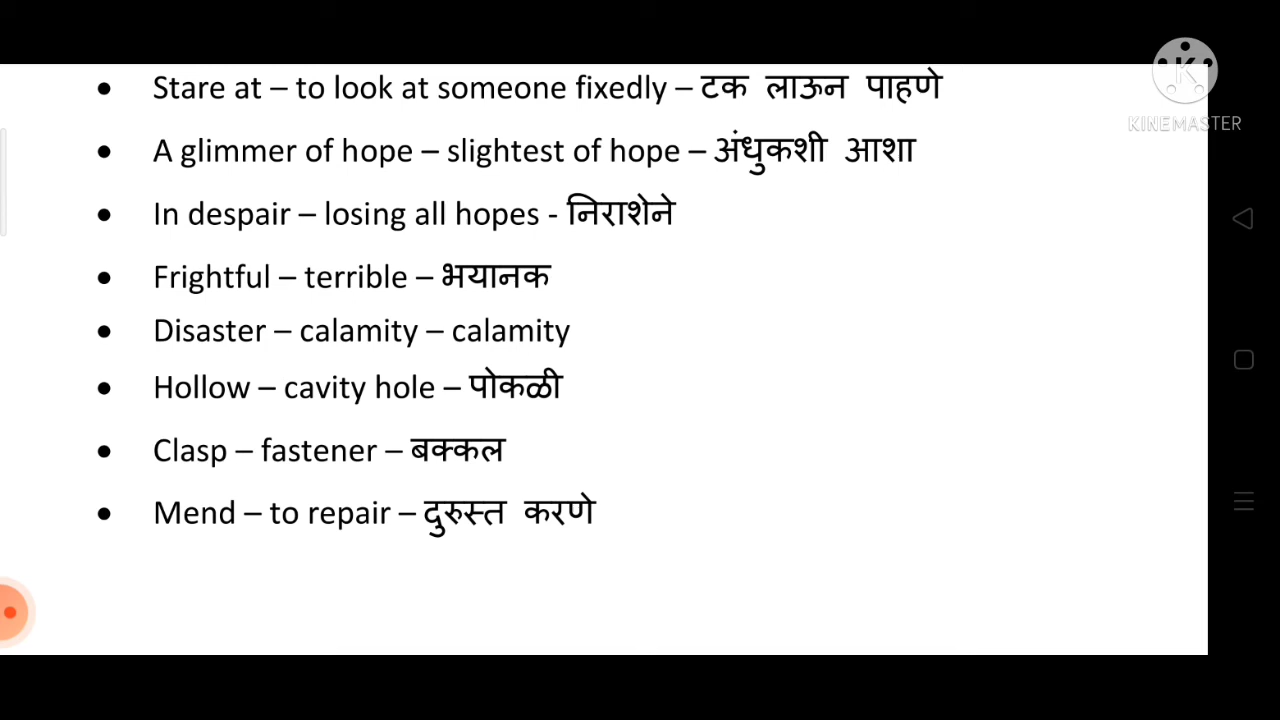 • Stare at – to look at someone fixedly – टक लाऊन पाहणे
• A glimmer of hope – slightest of hope – अंधुकशी आशा
• In despair – losing all hopes - निराशेने
• Frightful – terrible – भयानक
• Disaster – calamity – calamity
• Hollow – cavity hole – पोकळी
• Clasp – fastener – बक्कल
• Mend – to repair – दुरुस्त करणे
K
KINEMASTER